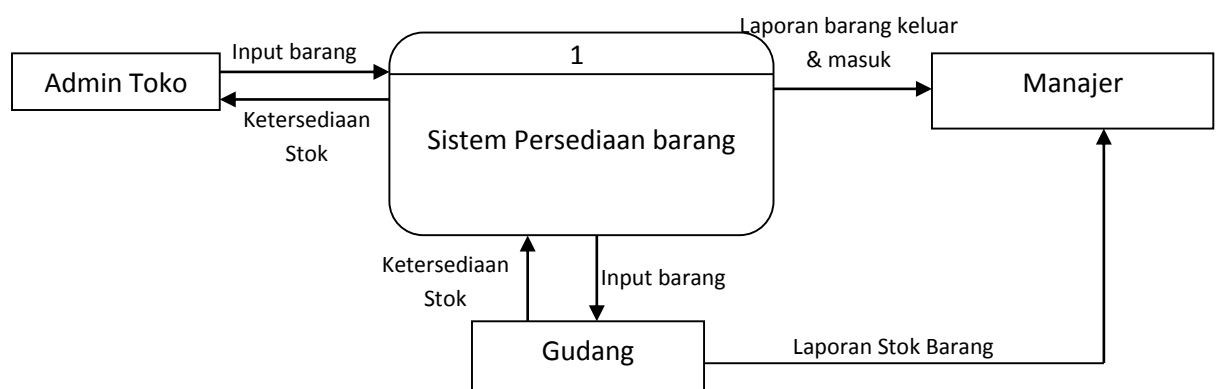 Laporan barang keluar
& masuk
Input barang
1
Admin Toko
Manajer
Ketersediaan
Stok
Sistem Persediaan barang
Ketersediaan
Stok
Input barang
Gudang
Laporan Stok Barang